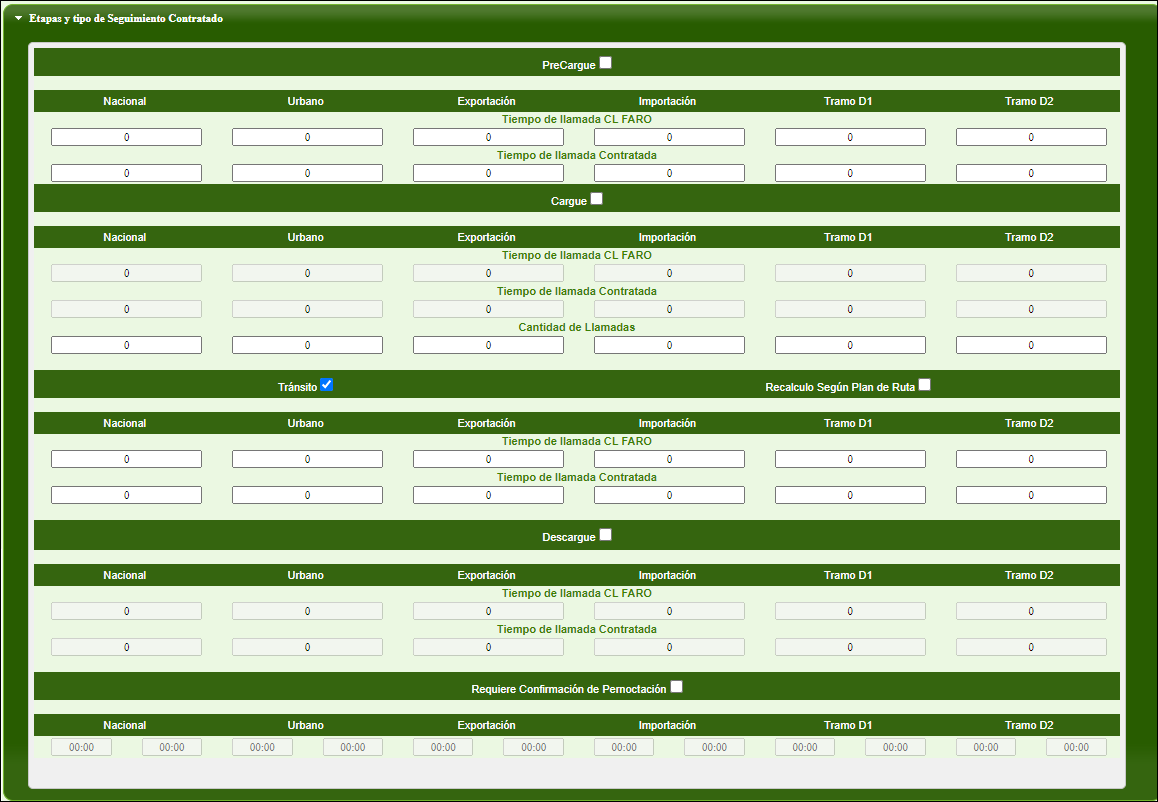 Etapas y tipo de Seguimiento Contratado
PreCargue
Nacional Urbano Exportación Importación Tramo D1 Tramo D2
Tiempo de llamada CL FARO
0 0 0 0 0 0
Tiempo de llamada Contratada
0 0 0 0 0 0
Cargue
Nacional Urbano Exportación Importación Tramo D1 Tramo D2
Tiempo de llamada CL FARO
0 0 0 0 0 0
Tiempo de llamada Contratada
0 0 0 0 0 0
Cantidad de Llamadas
0 0 0 0 0 0
Tránsito Recalculo Según Plan de Ruta
Nacional Urbano Exportación Importación Tramo D1 Tramo D2
Tiempo de llamada CL FARO
0 0 0 0 0 0
Tiempo de llamada Contratada
0 0 0 0 0 0
Descargue
Nacional Urbano Exportación Importación Tramo D1 Tramo D2
Tiempo de llamada CL FARO
0 0 0 0 0 0
Tiempo de llamada Contratada
0 0 0 0 0 0
Requiere Confirmación de Pernoctación
Nacional Urbano Exportación Importación Tramo D1 Tramo D2
00:00 00:00 00:00 00:00 00:00 00:00 00:00 00:00 00:00 00:00 00:00 00:00